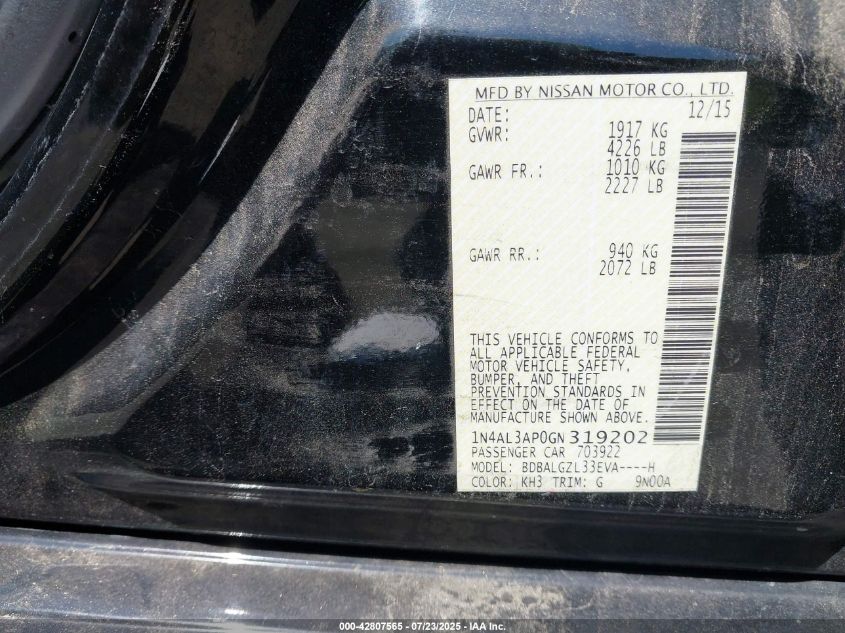 MFD BY NISSAN MOTOR CO., LTD.
DATE: 12/15
GVWR: 1917 KG
4226 LB
GAWR FR.: 1010 KG
2227 LB
GAWR RR.: 940 KG
2072 LB
THIS VEHICLE CONFORMS TO
ALL APPLICABLE FEDERAL
MOTOR VEHICLE SAFETY,
BUMPER, AND THEFT
PREVENTION STANDARDS IN
EFFECT ON THE DATE OF
MANUFACTURE SHOWN ABOVE.
1N4AL3AP0GN319202
PASSENGER CAR 703922
MODEL: BDBALGZL33EVA----H
COLOR: KH3 TRIM: G 9N00A
000-42807565 - 07/23/2025 - IAA Inc.